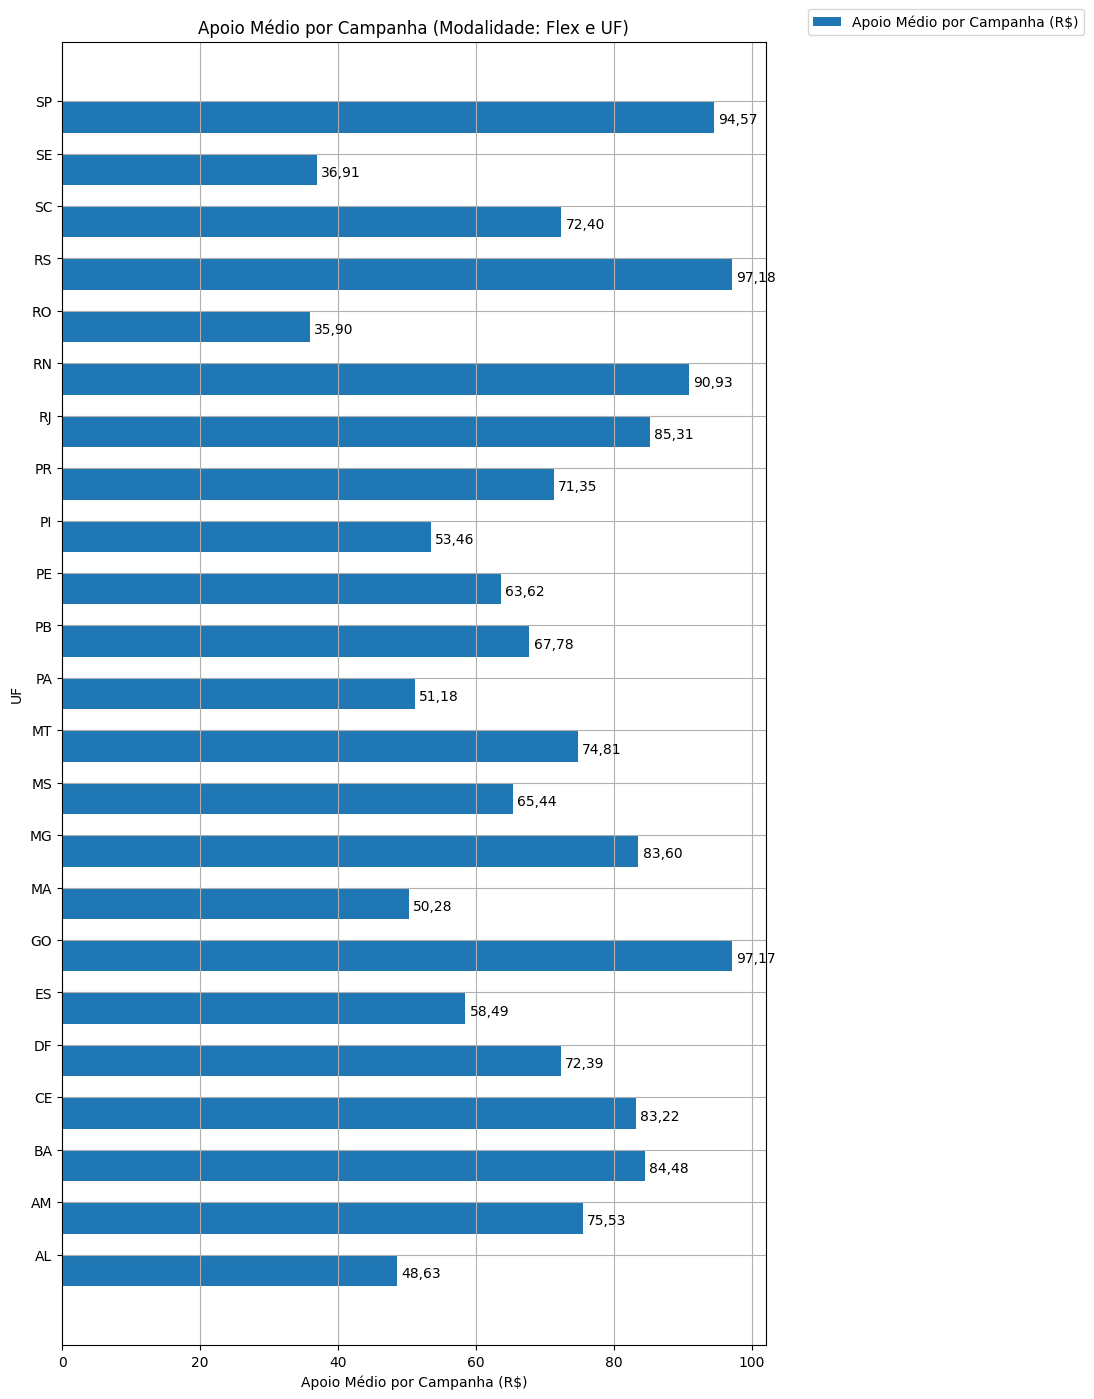 Apoio Médio por Campanha (Modalidade: Flex e UF)
Apoio Médio por Campanha (R$)
SP 94,57
SE 36,91
SC 72,40
RS 97,18
RO 35,90
RN 90,93
RJ 85,31
PR 71,35
PI 53,46
PE 63,62
PB 67,78
PA 51,18
MT 74,81
MS 65,44
MG 83,60
MA 50,28
GO 97,17
ES 58,49
DF 72,39
CE 83,22
BA 84,48
AM 75,53
AL 48,63
UF
0 20 40 60 80 100
Apoio Médio por Campanha (R$)